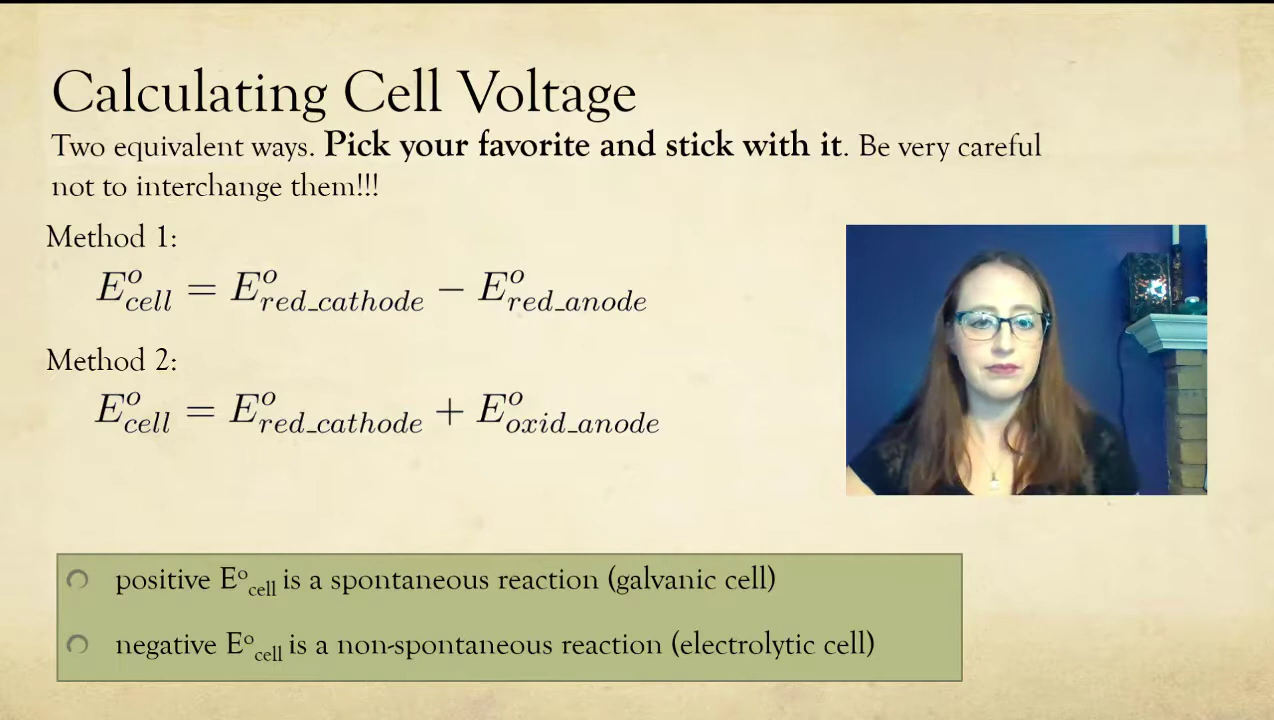 Calculating Cell Voltage
Two equivalent ways. Pick your favorite and stick with it. Be very careful
not to interchange them!!!
Method 1:
E°cell = E°red_cathode − E°red_anode
Method 2:
E°cell = E°red_cathode + E°oxid_anode
positive E°cell is a spontaneous reaction (galvanic cell)
negative E°cell is a non-spontaneous reaction (electrolytic cell)